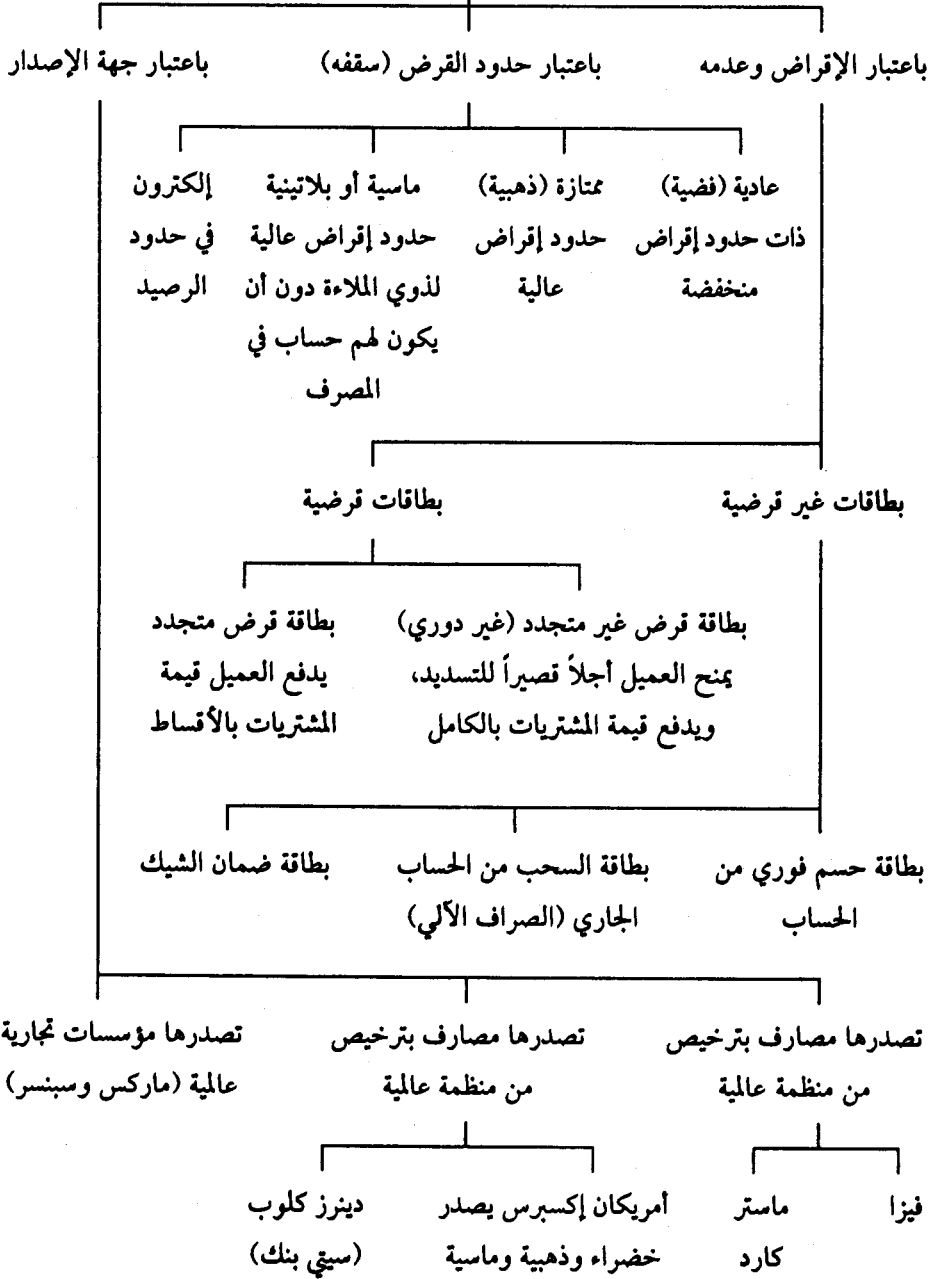 باعتبار الإقراض وعدمه
باعتبار حدود القرض (سقفه)
باعتبار جهة الإصدار
عادية (فضية)
ذات حدود إقراض
منخفضة
ممتازة (ذهبية)
حدود إقراض
عالية
ماسية أو بلاتينية
حدود إقراض عالية
لذوي الملاءة دون أن
يكون لهم حساب في
المصرف
إلكترون
في حدود
الرصيد
بطاقات غير قرضية
بطاقات قرضية
بطاقة قرض غير متجدد (غير دوري)
يمنح العميل أجلاً قصيراً للتسديد،
ويدفع قيمة المشتريات بالكامل
بطاقة قرض متجدد
يدفع العميل قيمة
المشتريات بالأقساط
بطاقة حسم فوري من
الحساب
بطاقة السحب من الحساب
الجاري (الصراف الآلي)
بطاقة ضمان الشيك
تصدرها مصارف بترخيص
من منظمة عالمية
تصدرها مصارف بترخيص
من منظمة عالمية
تصدرها مؤسسات تجارية
عالمية (ماركس وسبنسر)
فيزا
ماستر
كارد
أمريكان إكسبرس يصدر
خضراء وذهبية وماسية
دينرز كلوب
(سيتي بنك)